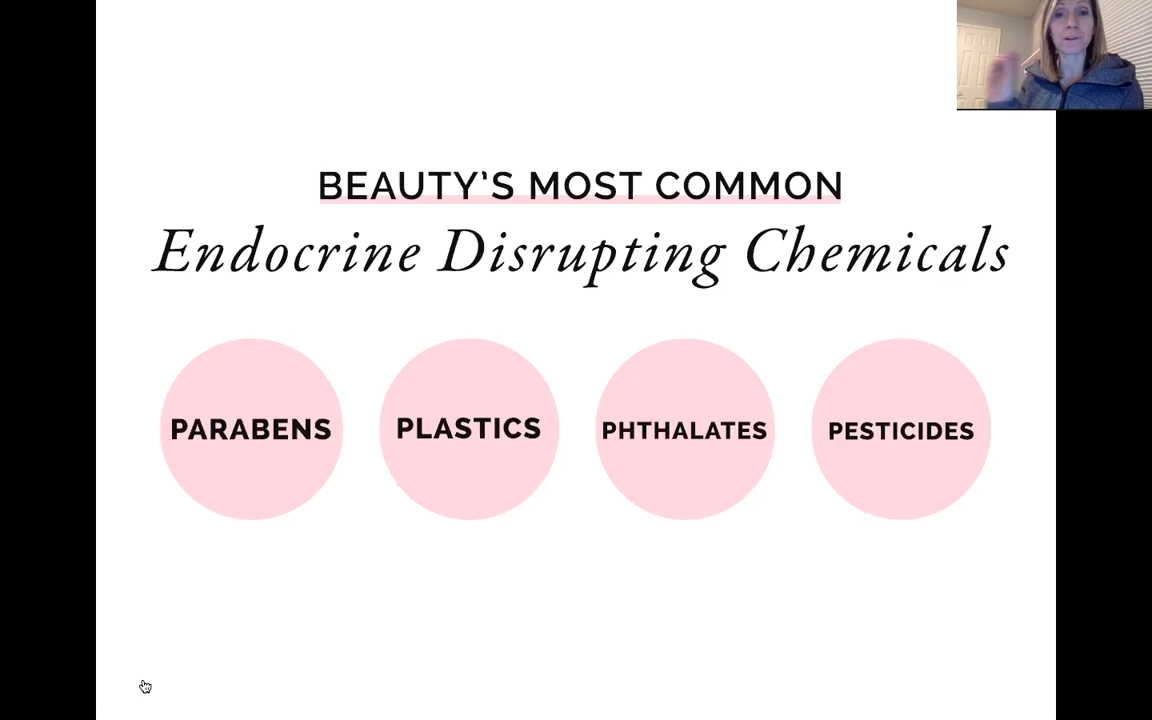 BEAUTY'S MOST COMMON
Endocrine Disrupting Chemicals
PARABENS
PLASTICS
PHTHALATES
PESTICIDES